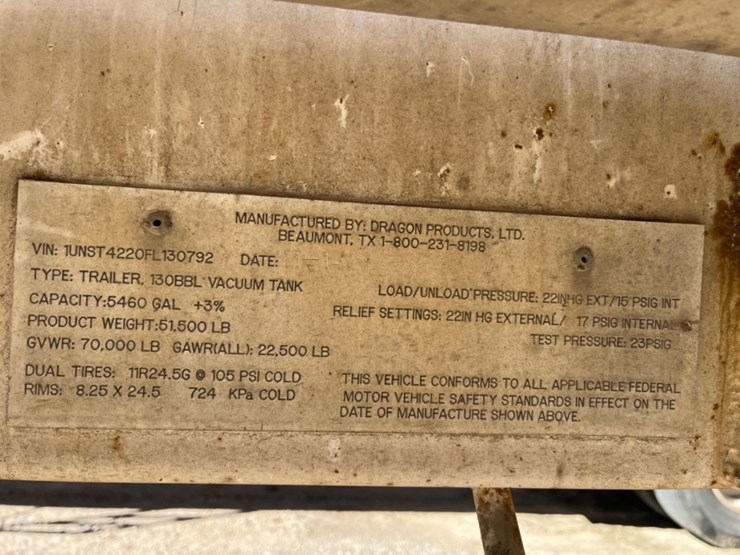 MANUFACTURED BY: DRAGON PRODUCTS, LTD.
BEAUMONT, TX 1-800-231-8198
VIN: 1UNST4220FL130792 DATE:
TYPE: TRAILER, 130BBL VACUUM TANK
CAPACITY:5460 GAL +3%
PRODUCT WEIGHT:51,500 LB
GVWR: 70,000 LB GAWR(ALL): 22,500 LB
DUAL TIRES: 11R24.5G @ 105 PSI COLD
RIMS: 8.25 X 24.5 724 KPa COLD
LOAD/UNLOAD PRESSURE: 22INHG EXT/15 PSIG INT
RELIEF SETTINGS: 22IN HG EXTERNAL/ 17 PSIG INTERNAL
TEST PRESSURE: 23PSIG
THIS VEHICLE CONFORMS TO ALL APPLICABLE FEDERAL
MOTOR VEHICLE SAFETY STANDARDS IN EFFECT ON THE
DATE OF MANUFACTURE SHOWN ABOVE.